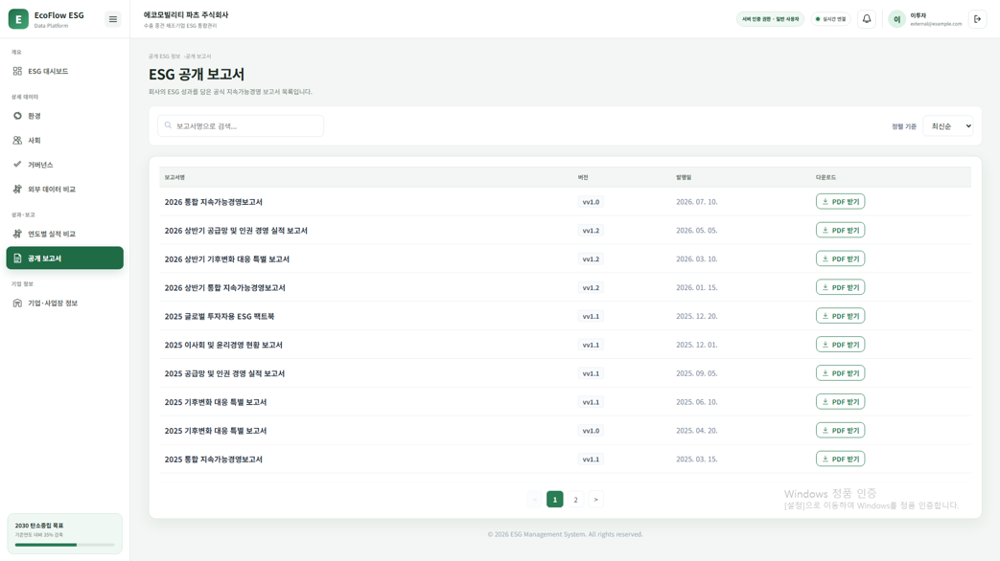 E
EcoFlow ESG
Data Platform
에코모빌리티 파츠 주식회사
수출 중견 제조기업 ESG 통합관리
서버 인증 권한 · 일반 사용자
실시간 연결
이
이투자
external@example.com
개요
ESG 대시보드
상세 데이터
환경
사회
거버넌스
외부 데이터 비교
성과·보고
연도별 실적 비교
공개 보고서
기업 정보
기업·사업장 정보
2030 탄소중립 목표
기준연도 대비 35% 감축
공개 ESG 정보 › 공개 보고서
ESG 공개 보고서
회사의 ESG 성과를 담은 공식 지속가능경영 보고서 목록입니다.
보고서명으로 검색...
정렬 기준
최신순
보고서명 버전 발행일 다운로드
2026 통합 지속가능경영보고서 vv1.0 2026. 07. 10. PDF 받기
2026 상반기 공급망 및 인권 경영 실적 보고서 vv1.2 2026. 05. 05. PDF 받기
2026 상반기 기후변화 대응 특별 보고서 vv1.2 2026. 03. 10. PDF 받기
2026 상반기 통합 지속가능경영보고서 vv1.2 2026. 01. 15. PDF 받기
2025 글로벌 투자자용 ESG 팩트북 vv1.1 2025. 12. 20. PDF 받기
2025 이사회 및 윤리경영 현황 보고서 vv1.1 2025. 12. 01. PDF 받기
2025 공급망 및 인권 경영 실적 보고서 vv1.1 2025. 09. 05. PDF 받기
2025 기후변화 대응 특별 보고서 vv1.1 2025. 06. 10. PDF 받기
2025 기후변화 대응 특별 보고서 vv1.0 2025. 04. 20. PDF 받기
2025 통합 지속가능경영보고서 vv1.1 2025. 03. 15. PDF 받기
< 1 2 >
Windows 정품 인증
[설정]으로 이동하여 Windows를 정품 인증합니다.
© 2026 ESG Management System. All rights reserved.